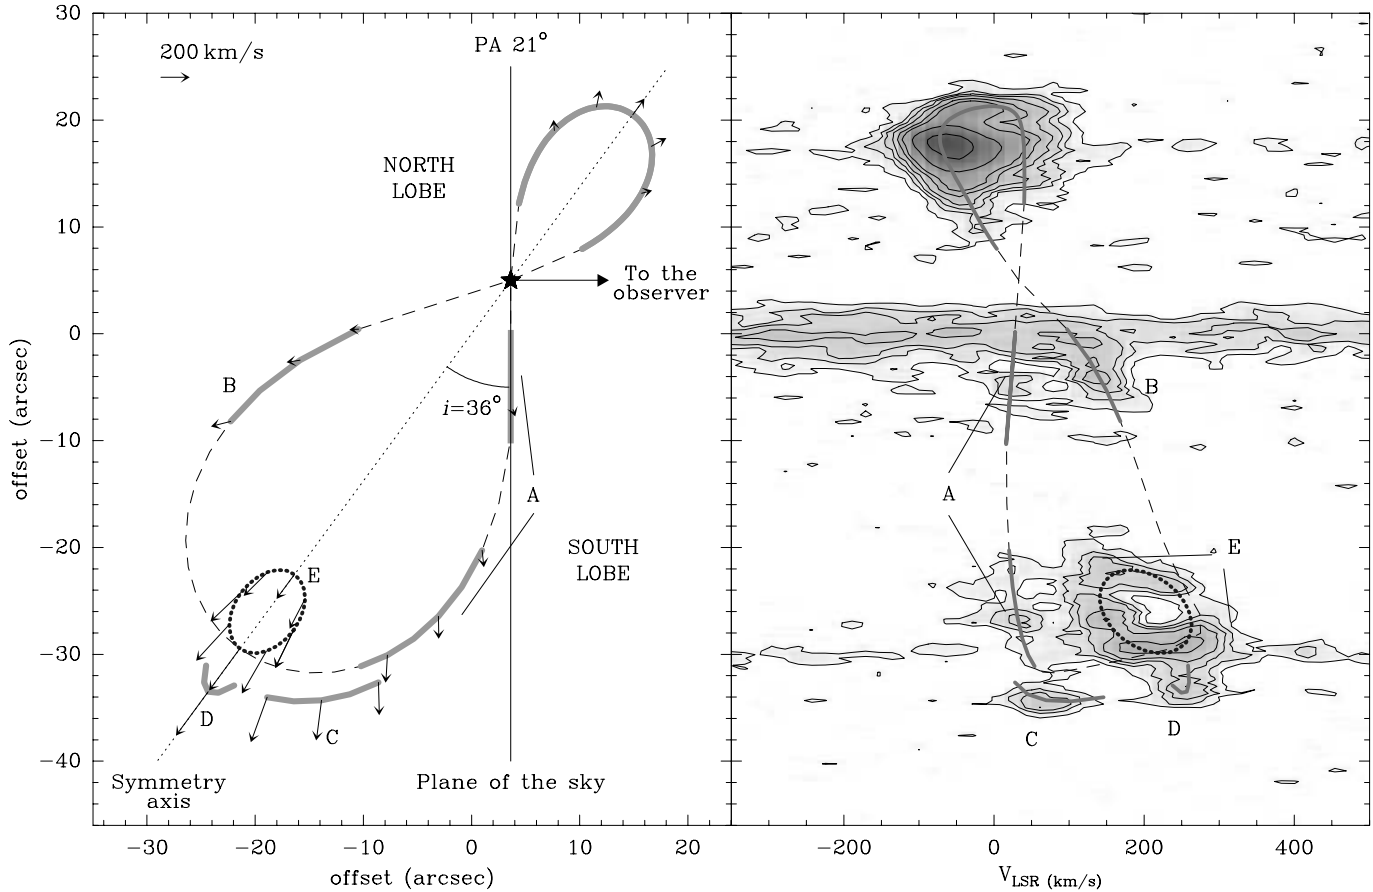 30
20
10
0
−10
−20
−30
−40
offset (arcsec)
200 km/s
PA 21°
NORTH
LOBE
To the
observer
B
i=36°
A
SOUTH
LOBE
E
D
C
Symmetry
axis
Plane of the sky
−30
−20
−10
0
10
20
offset (arcsec)
B
A
E
C
D
−200
0
200
400
V_LSR (km/s)